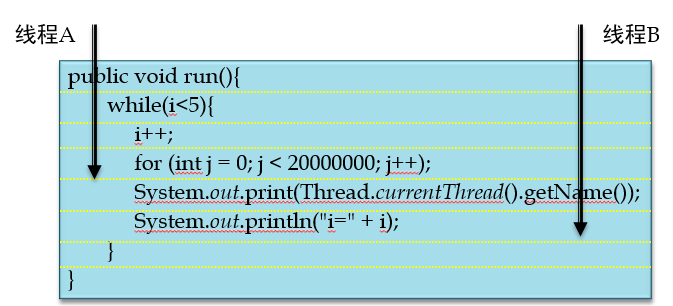 线程A 线程B
public void run(){
while(i<5){
i++;
for (int j = 0; j < 20000000; j++);
System.out.print(Thread.currentThread().getName());
System.out.println("i=" + i);
}
}